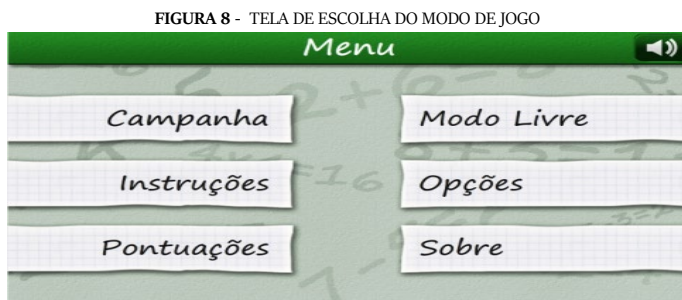 FIGURA 8 - TELA DE ESCOLHA DO MODO DE JOGO
Menu
Campanha
Modo Livre
Instruções
Opções
Pontuações
Sobre